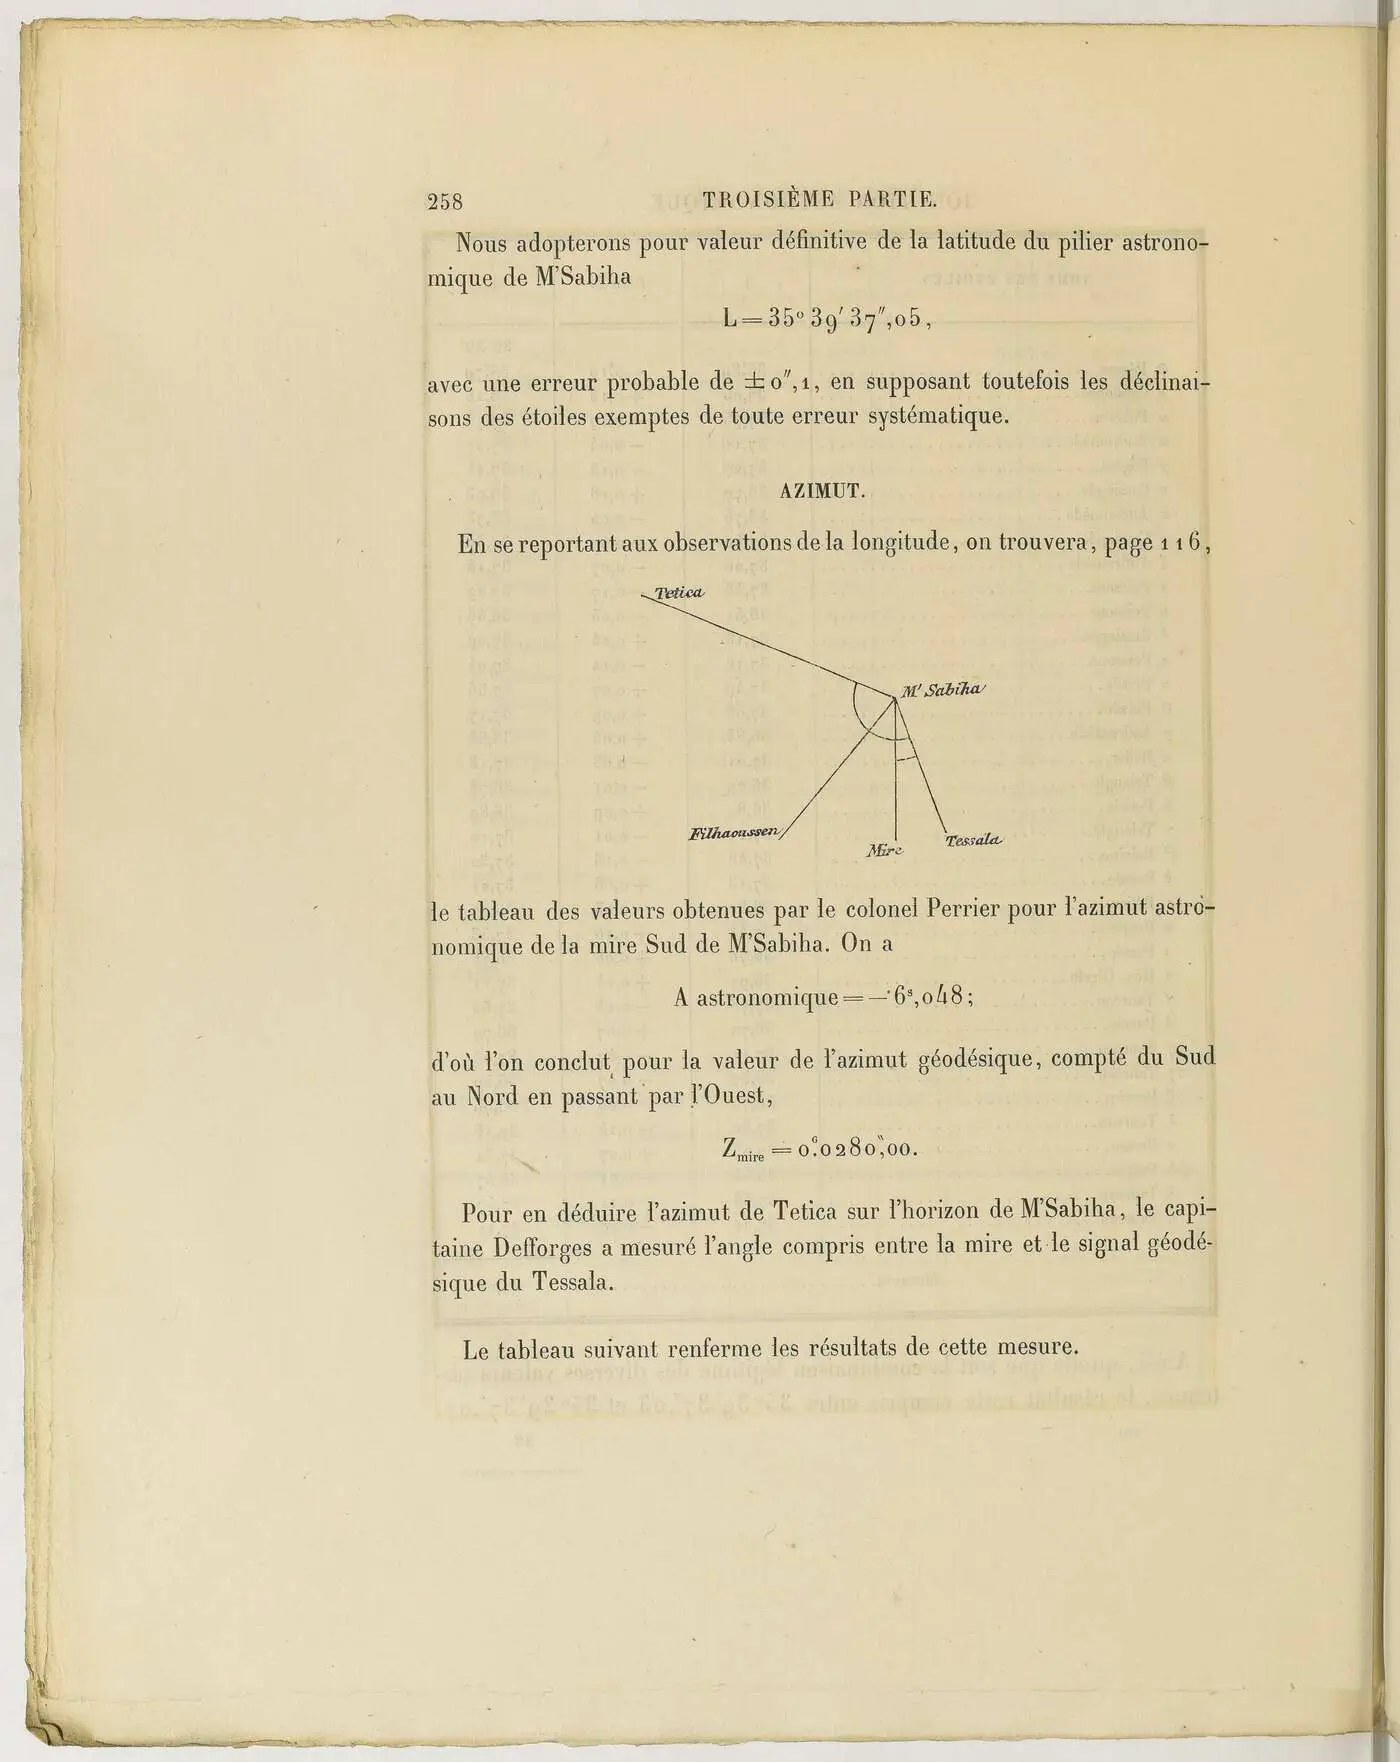 258 TROISIÈME PARTIE.
Nous adopterons pour valeur définitive de la latitude du pilier astrono-
mique de M'Sabiha
L = 35° 39' 37",05,
avec une erreur probable de ± 0",1, en supposant toutefois les déclinai-
sons des étoiles exemptes de toute erreur systématique.
AZIMUT.
En se reportant aux observations de la longitude, on trouvera, page 116,
Tetica
M' Sabiha
Filhaoussen
Mire
Tessala
le tableau des valeurs obtenues par le colonel Perrier pour l'azimut astro-
nomique de la mire Sud de M'Sabiha. On a
A astronomique = — 6ˢ,048;
d'où l'on conclut pour la valeur de l'azimut géodésique, compté du Sud
au Nord en passant par l'Ouest,
Zmire = 0ᴳ.0280‶,00.
Pour en déduire l'azimut de Tetica sur l'horizon de M'Sabiha, le capi-
taine Defforges a mesuré l'angle compris entre la mire et le signal géodé-
sique du Tessala.
Le tableau suivant renferme les résultats de cette mesure.